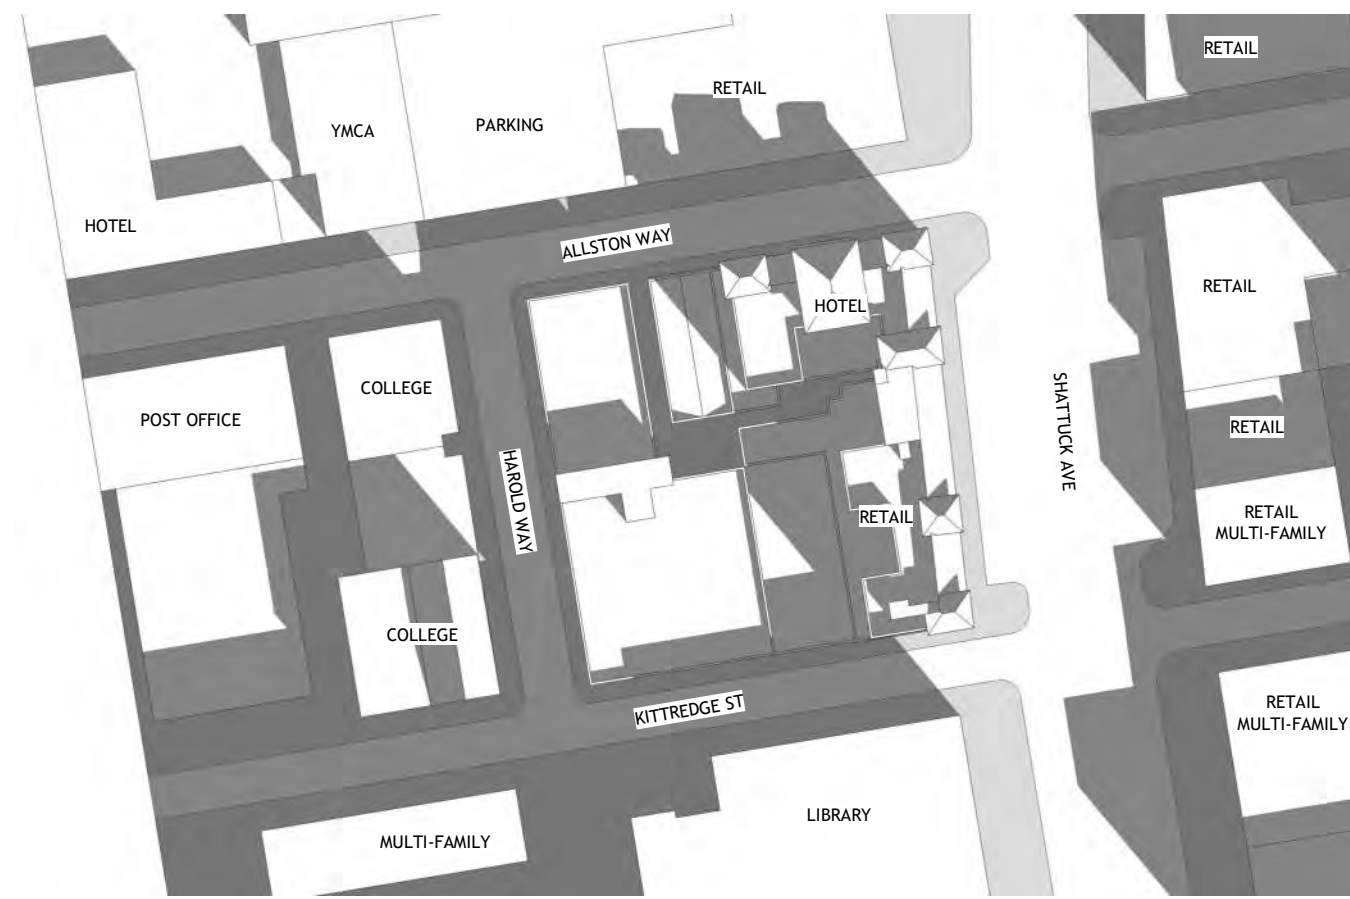 RETAIL
RETAIL
PARKING
YMCA
HOTEL
ALLSTON WAY
RETAIL
HOTEL
COLLEGE
POST OFFICE
SHATTUCK AVE
RETAIL
HAROLD WAY
RETAIL
RETAIL
MULTI-FAMILY
COLLEGE
KITTREDGE ST
RETAIL
MULTI-FAMILY
LIBRARY
MULTI-FAMILY